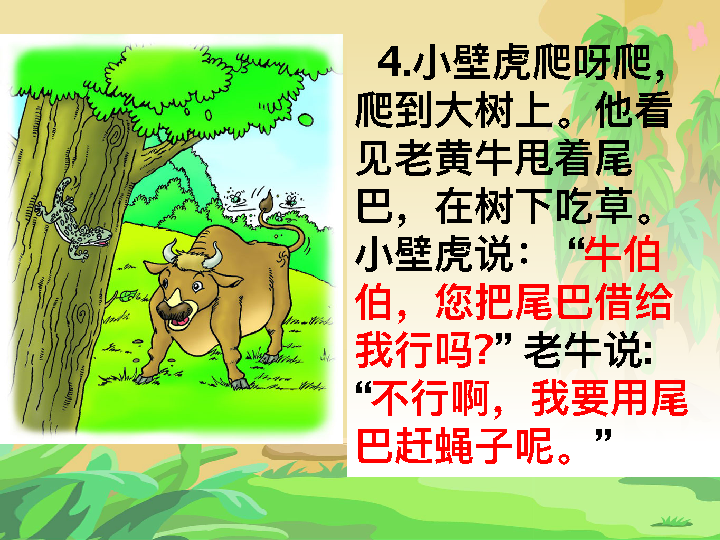 4.小壁虎爬呀爬，
爬到大树上。他看
见老黄牛甩着尾
巴，在树下吃草。
小壁虎说：“牛伯
伯，您把尾巴借给
我行吗?”老牛说:
“不行啊，我要用尾
巴赶蝇子呢。”